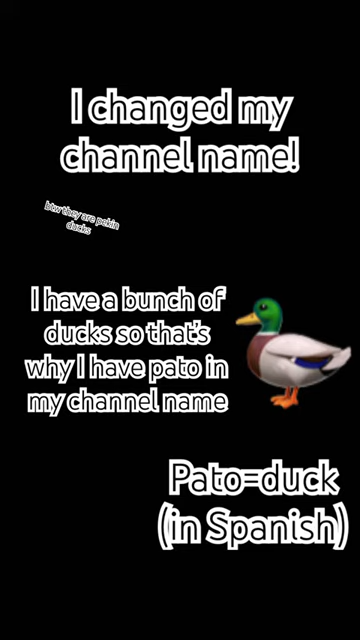 I changed my
channel name!
btw they are pekin
ducks
I have a bunch of
ducks so that's
why I have pato in
my channel name
Pato=duck
(in Spanish)